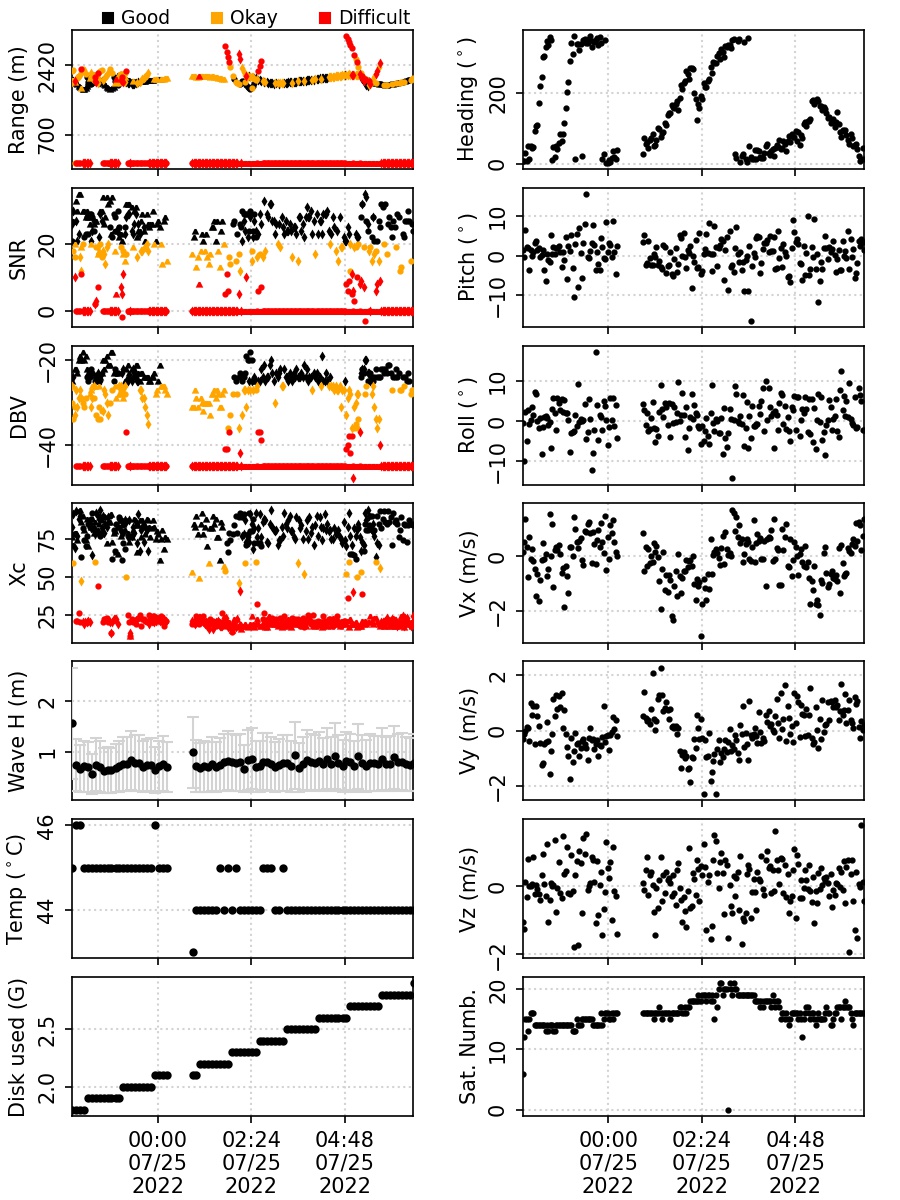 Good Okay Difficult
Range (m)
2420
700
Heading (°)
200
0
SNR
20
0
Pitch (°)
10
0
−10
DBV
−20
−40
Roll (°)
10
0
−10
Xc
75
50
25
Vx (m/s)
0
−2
Wave H (m)
2
1
Vy (m/s)
2
0
−2
Temp (°C)
46
44
Vz (m/s)
0
−2
Disk used (G)
2.5
2.0
Sat. Numb.
20
10
0
00:00 02:24 04:48
07/25 07/25 07/25
2022 2022 2022
00:00 02:24 04:48
07/25 07/25 07/25
2022 2022 2022